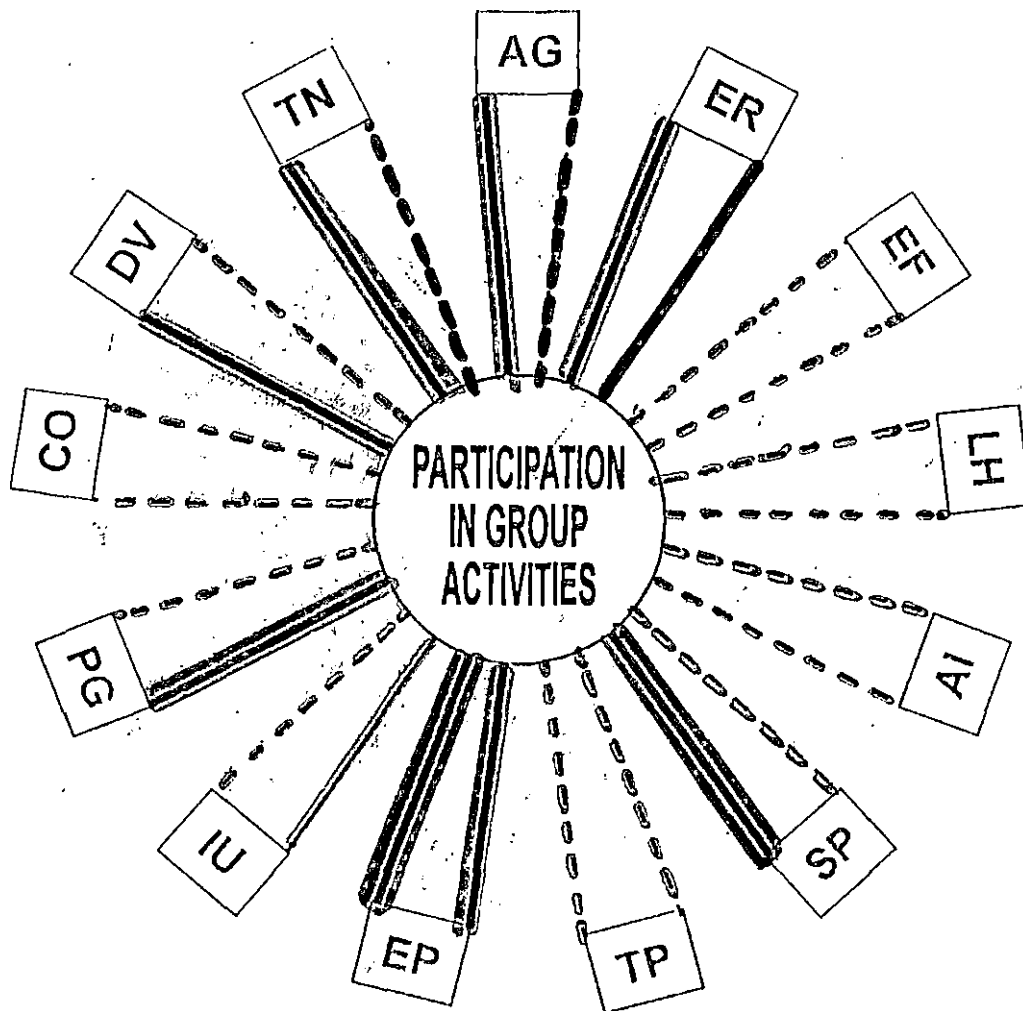 AG
ER
EF
LH
AI
SP
TP
EP
IU
PG
CO
DV
TN
PARTICIPATION
IN GROUP
ACTIVITIES